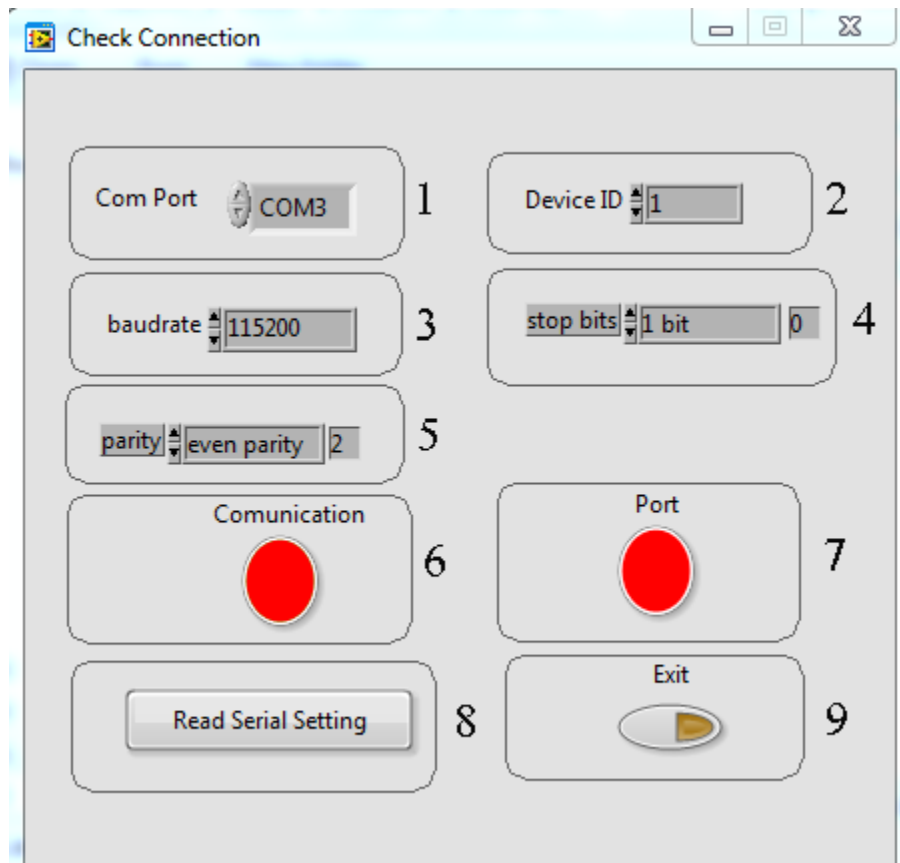 Check Connection
Com Port COM3 1
Device ID 1 2
baudrate 115200 3
stop bits 1 bit 0 4
parity even parity 2 5
Comunication
6
Port
7
Read Serial Setting 8
Exit
9